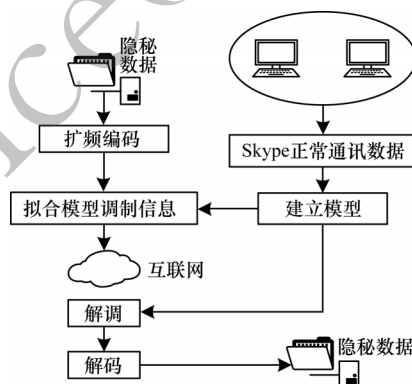 隐秘
数据
扩频编码
Skype正常通讯数据
拟合模型调制信息
建立模型
互联网
解调
隐秘数据
解码